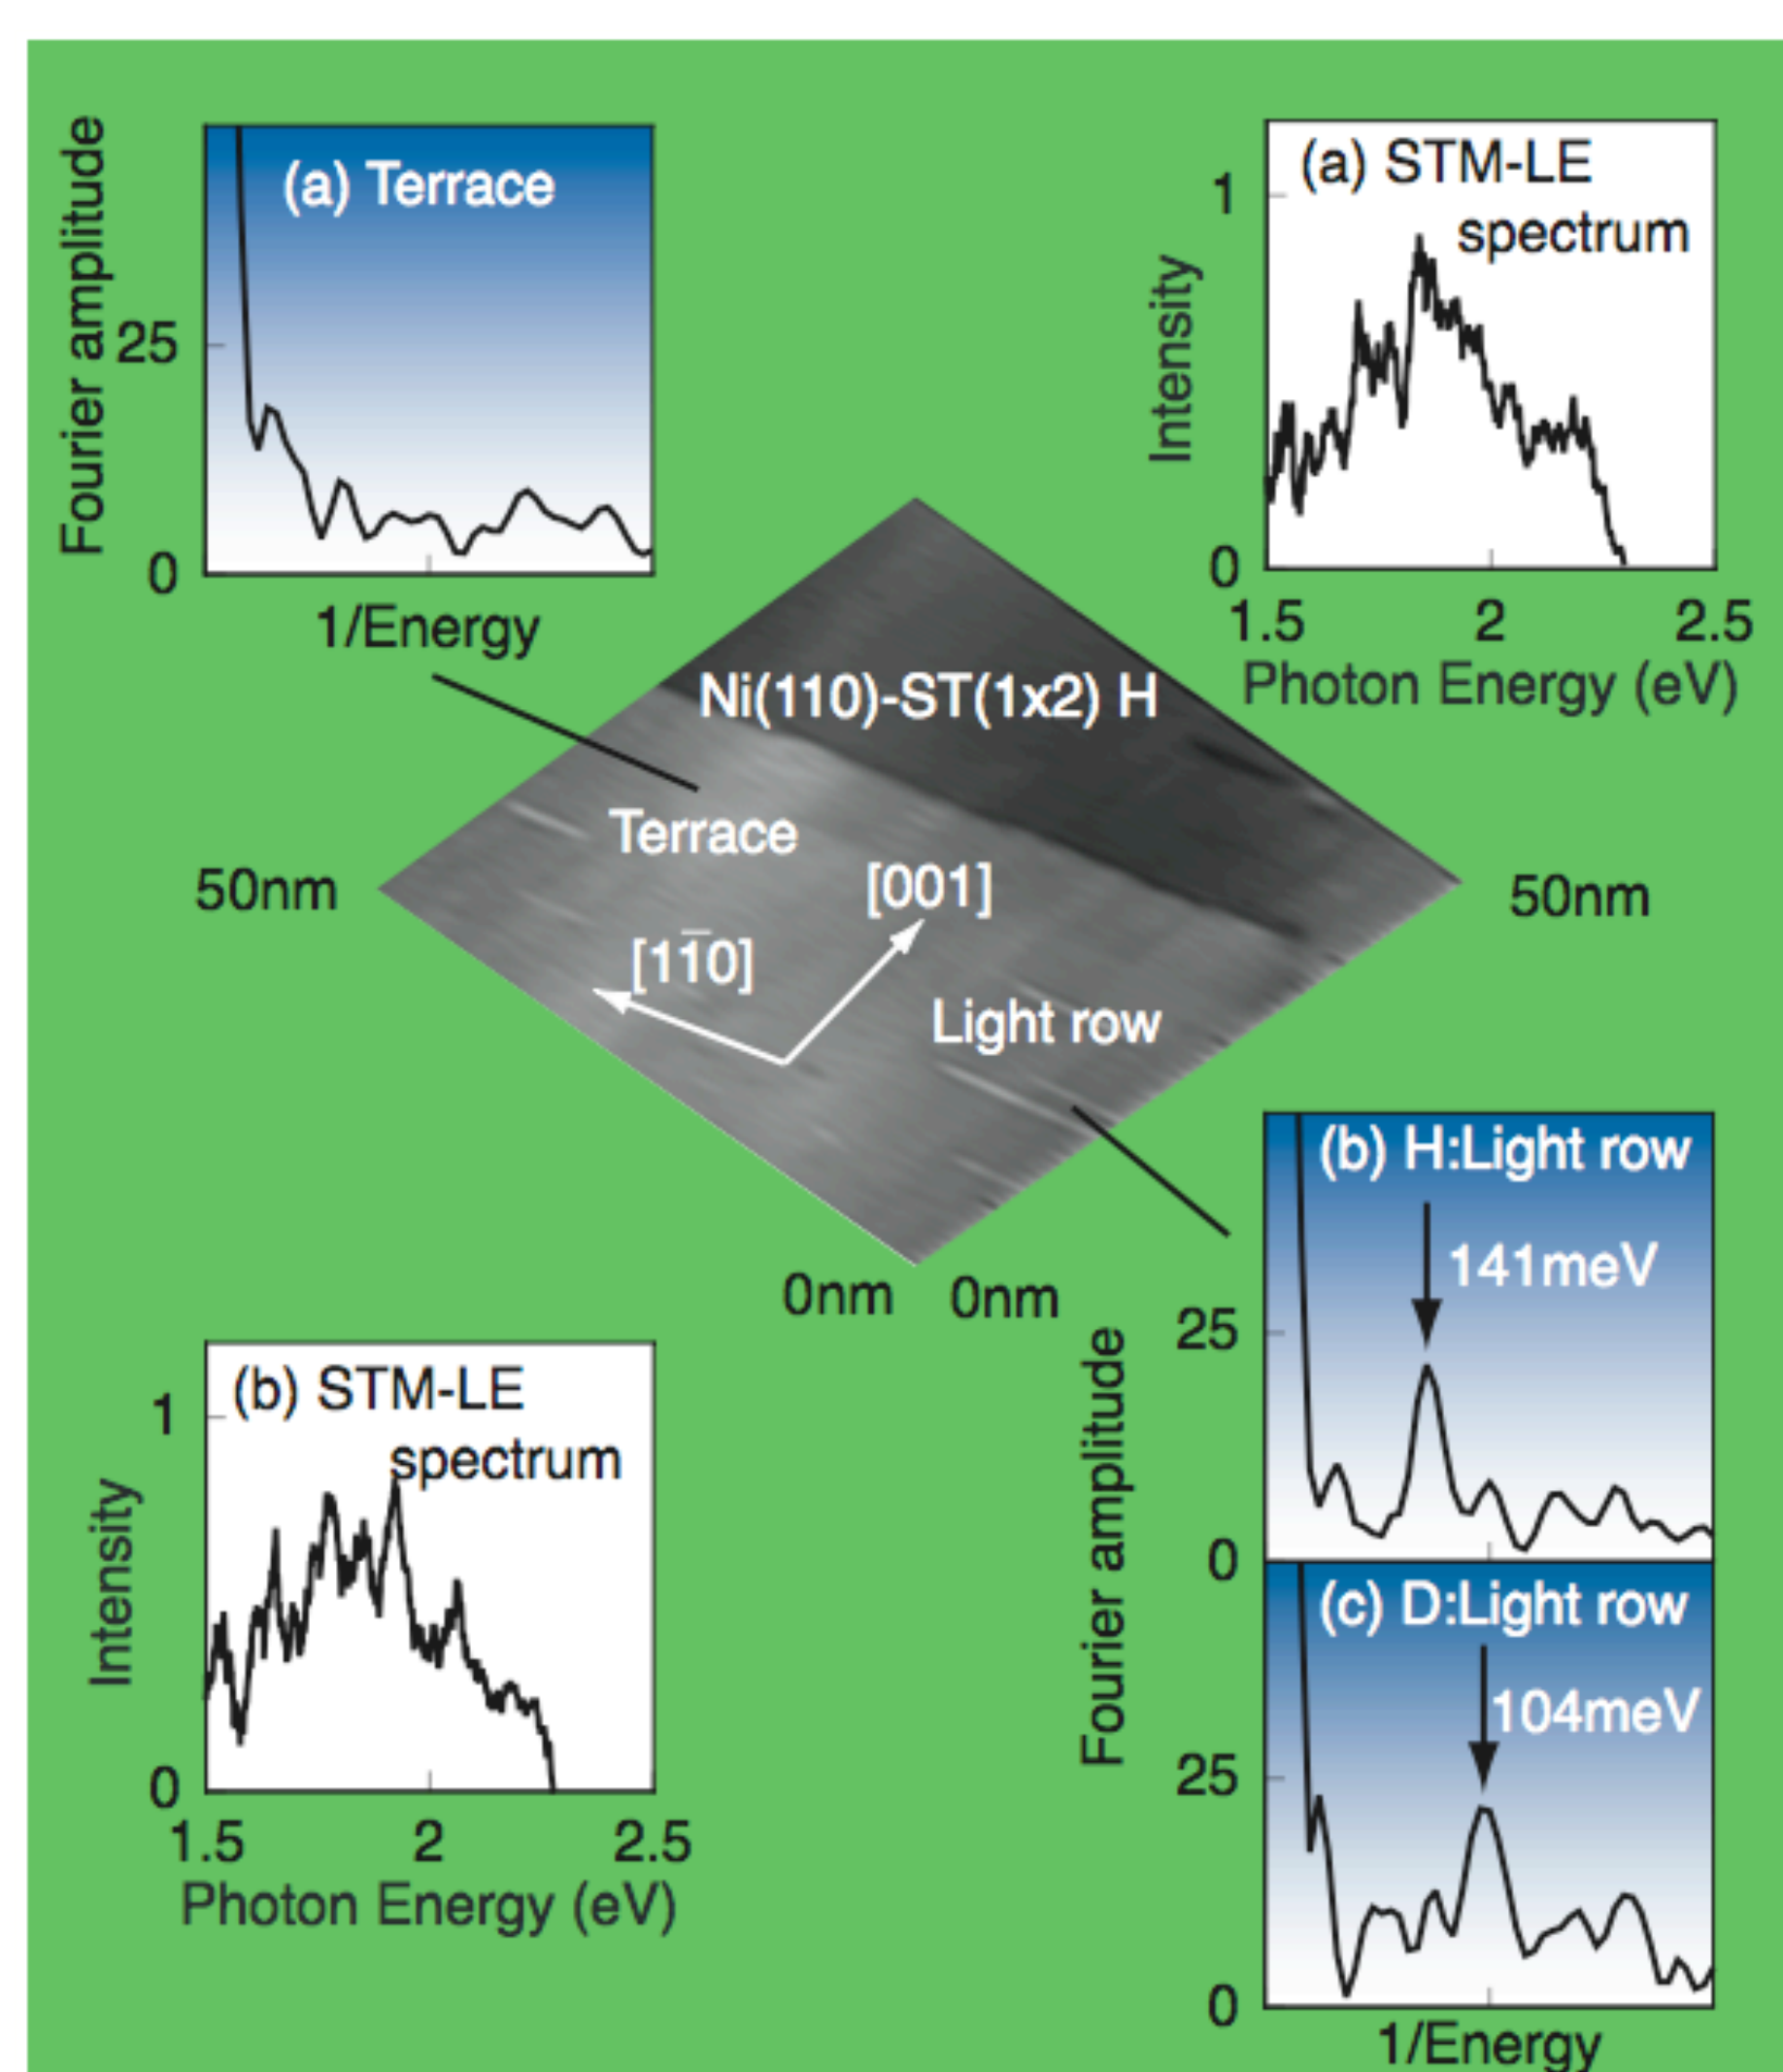 (a) Terrace
Fourier amplitude
25
0
1/Energy
(a) STM-LE
spectrum
Intensity
1
0
1.5 2 2.5
Photon Energy (eV)
Ni(110)-ST(1x2) H
Terrace
[001]
[11̅0]
Light row
50nm
50nm
0nm 0nm
(b) STM-LE
spectrum
Intensity
1
0
1.5 2 2.5
Photon Energy (eV)
(b) H:Light row
141meV
25
0
Fourier amplitude
(c) D:Light row
104meV
25
0
1/Energy